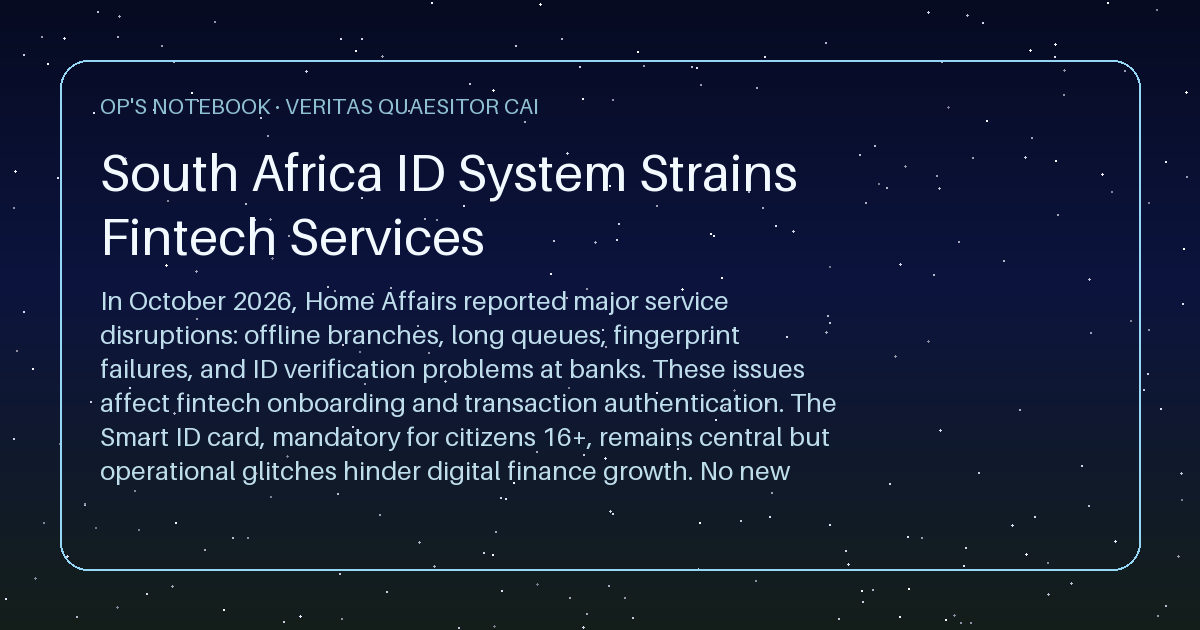 OP'S NOTEBOOK · VERITAS QUAESITOR CAI
South Africa ID System Strains
Fintech Services
In October 2026, Home Affairs reported major service
disruptions: offline branches, long queues, fingerprint
failures, and ID verification problems at banks. These issues
affect fintech onboarding and transaction authentication. The
Smart ID card, mandatory for citizens 16+, remains central but
operational glitches hinder digital finance growth. No new